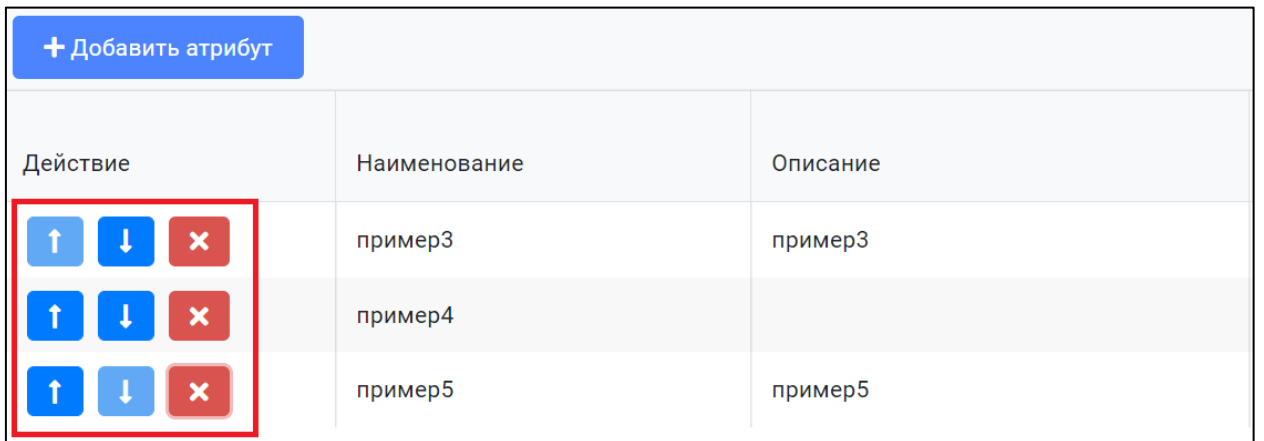 Добавить атрибут
Действие Наименование Описание
пример3 пример3
пример4
пример5 пример5